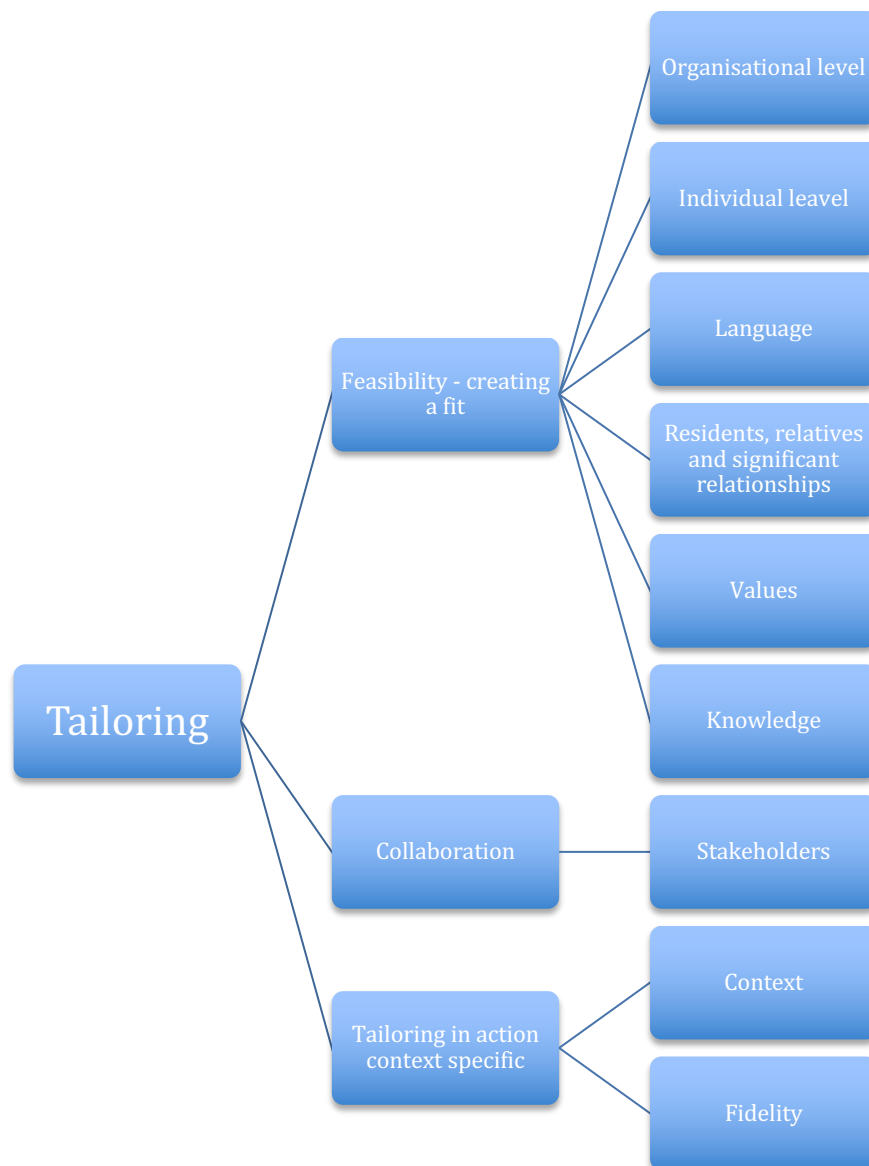 Organisational level
Individual leavel
Language
Feasibility - creating
a fit
Residents, relatives
and significant
relationships
Values
Tailoring
Knowledge
Collaboration
Stakeholders
Context
Tailoring in action
context specific
Fidelity